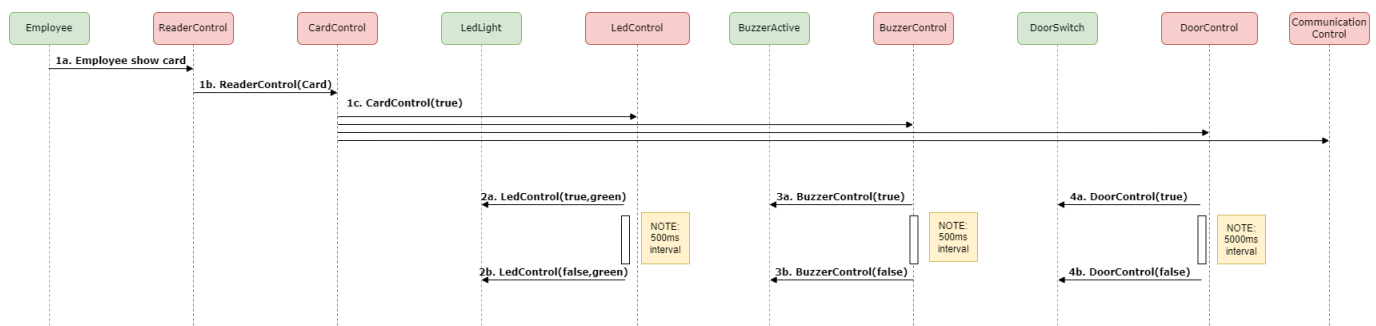 Employee
ReaderControl
CardControl
LedLight
LedControl
BuzzerActive
BuzzerControl
DoorSwitch
DoorControl
Communication
Control
1a. Employee show card
1b. ReaderControl(Card)
1c. CardControl(true)
2a. LedControl(true,green)
3a. BuzzerControl(true)
4a. DoorControl(true)
NOTE:
500ms
interval
NOTE:
500ms
interval
NOTE:
5000ms
interval
2b. LedControl(false,green)
3b. BuzzerControl(false)
4b. DoorControl(false)